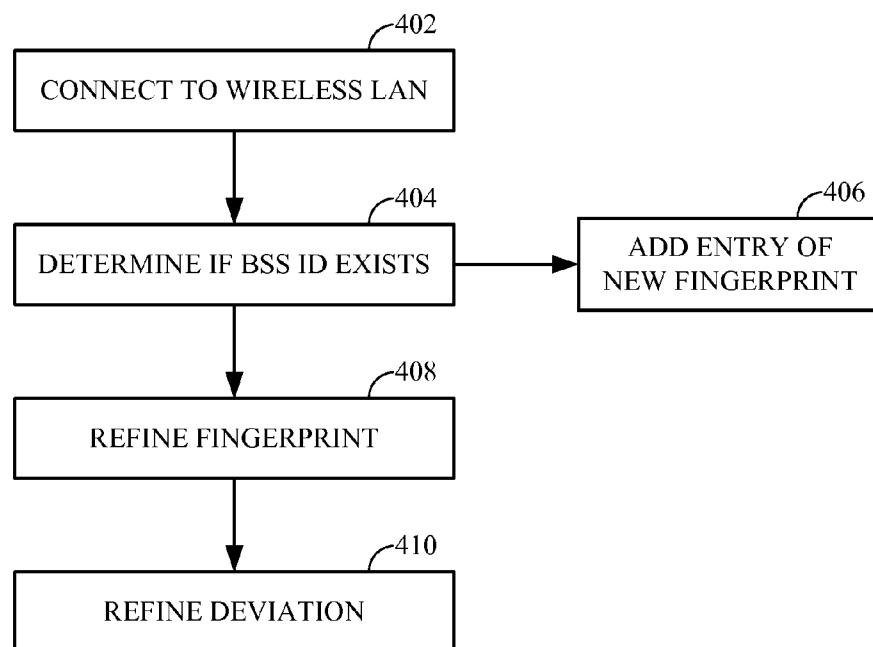 402
CONNECT TO WIRELESS LAN
404
DETERMINE IF BSS ID EXISTS
406
ADD ENTRY OF
NEW FINGERPRINT
408
REFINE FINGERPRINT
410
REFINE DEVIATION